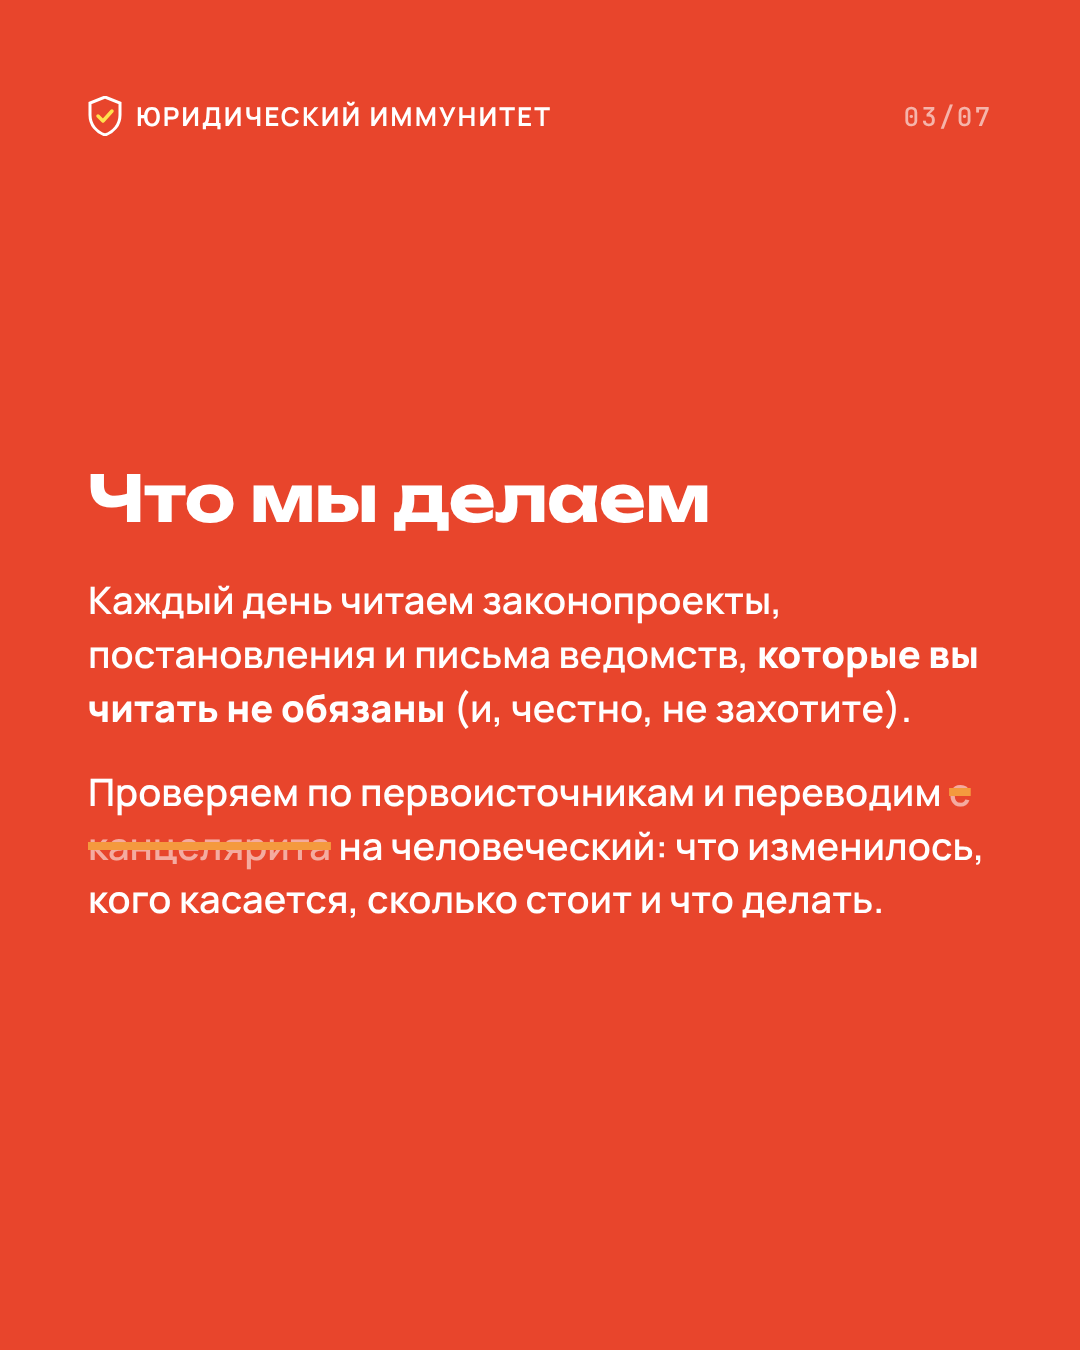 ЮРИДИЧЕСКИЙ ИММУНИТЕТ
03/07
Что мы делаем
Каждый день читаем законопроекты,
постановления и письма ведомств, которые вы
читать не обязаны (и, честно, не захотите).
Проверяем по первоисточникам и переводим с
канцелярита на человеческий: что изменилось,
кого касается, сколько стоит и что делать.